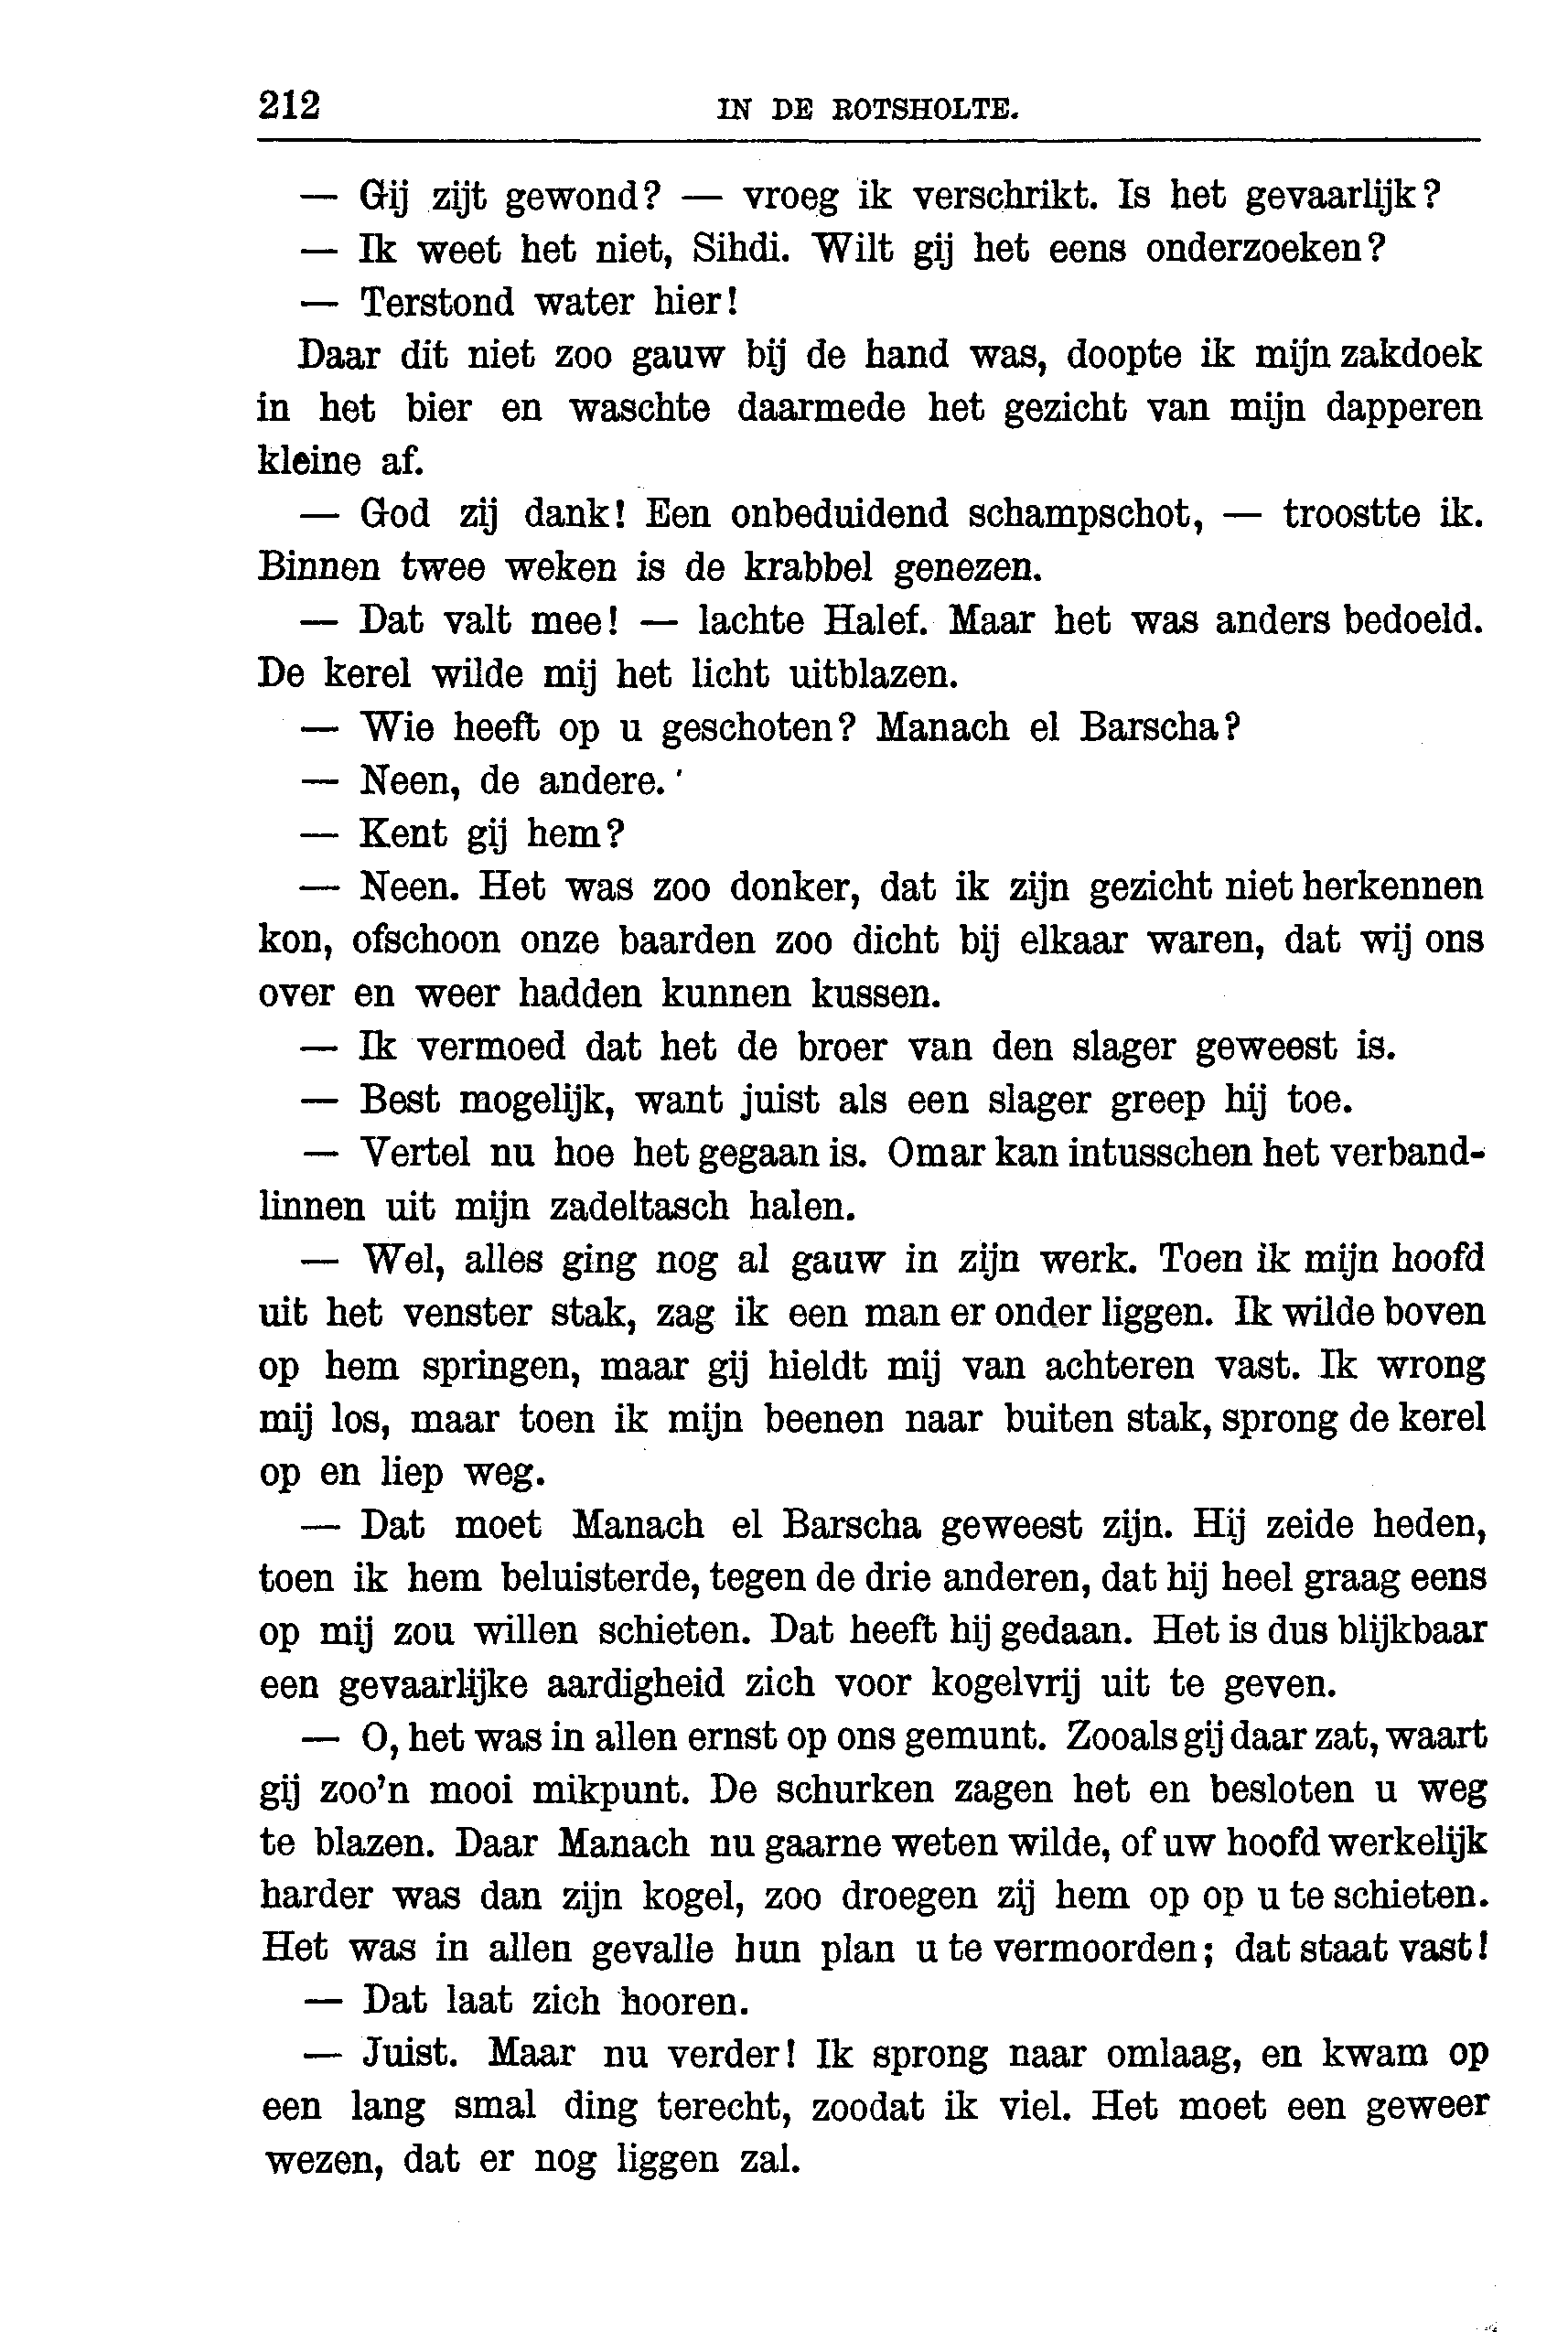 212 IN DE ROTSHOLTE.
— Gij zijt gewond? — vroeg ik verschrikt. Is het gevaarlijk?
— Ik weet het niet, Sihdi. Wilt gij het eens onderzoeken?
— Terstond water hier!
Daar dit niet zoo gauw bij de hand was, doopte ik mijn zakdoek
in het bier en waschte daarmede het gezicht van mijn dapperen
kleine af.
— God zij dank! Een onbeduidend schampschot, — troostte ik.
Binnen twee weken is de krabbel genezen.
— Dat valt mee! — lachte Halef. Maar het was anders bedoeld.
De kerel wilde mij het licht uitblazen.
— Wie heeft op u geschoten? Manach el Barscha?
— Neen, de andere.
— Kent gij hem?
— Neen. Het was zoo donker, dat ik zijn gezicht niet herkennen
kon, ofschoon onze baarden zoo dicht bij elkaar waren, dat wij ons
over en weer hadden kunnen kussen.
— Ik vermoed dat het de broer van den slager geweest is.
— Best mogelijk, want juist als een slager greep hij toe.
— Vertel nu hoe het gegaan is. Omar kan intusschen het verband-
linnen uit mijn zadeltasch halen.
— Wel, alles ging nog al gauw in zijn werk. Toen ik mijn hoofd
uit het venster stak, zag ik een man er onder liggen. Ik wilde boven
op hem springen, maar gij hieldt mij van achteren vast. Ik wrong
mij los, maar toen ik mijn beenen naar buiten stak, sprong de kerel
op en liep weg.
— Dat moet Manach el Barscha geweest zijn. Hij zeide heden,
toen ik hem beluisterde, tegen de drie anderen, dat hij heel graag eens
op mij zou willen schieten. Dat heeft hij gedaan. Het is dus blijkbaar
een gevaarlijke aardigheid zich voor kogelvrij uit te geven.
— O, het was in allen ernst op ons gemunt. Zooals gij daar zat, waart
gij zoo'n mooi mikpunt. De schurken zagen het en besloten u weg
te blazen. Daar Manach nu gaarne weten wilde, of uw hoofd werkelijk
harder was dan zijn kogel, zoo droegen zij hem op op u te schieten.
Het was in allen gevalle hun plan u te vermoorden; dat staat vast!
— Dat laat zich hooren.
— Juist. Maar nu verder! Ik sprong naar omlaag, en kwam op
een lang smal ding terecht, zoodat ik viel. Het moet een geweer
wezen, dat er nog liggen zal.